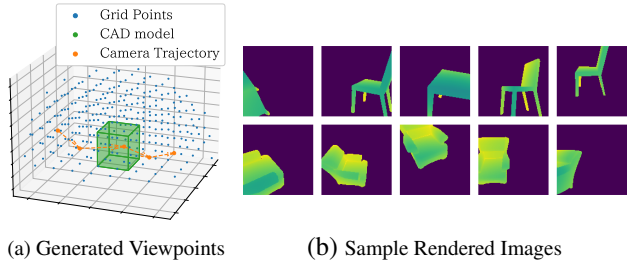 Grid Points
CAD model
Camera Trajectory
(a) Generated Viewpoints
(b) Sample Rendered Images